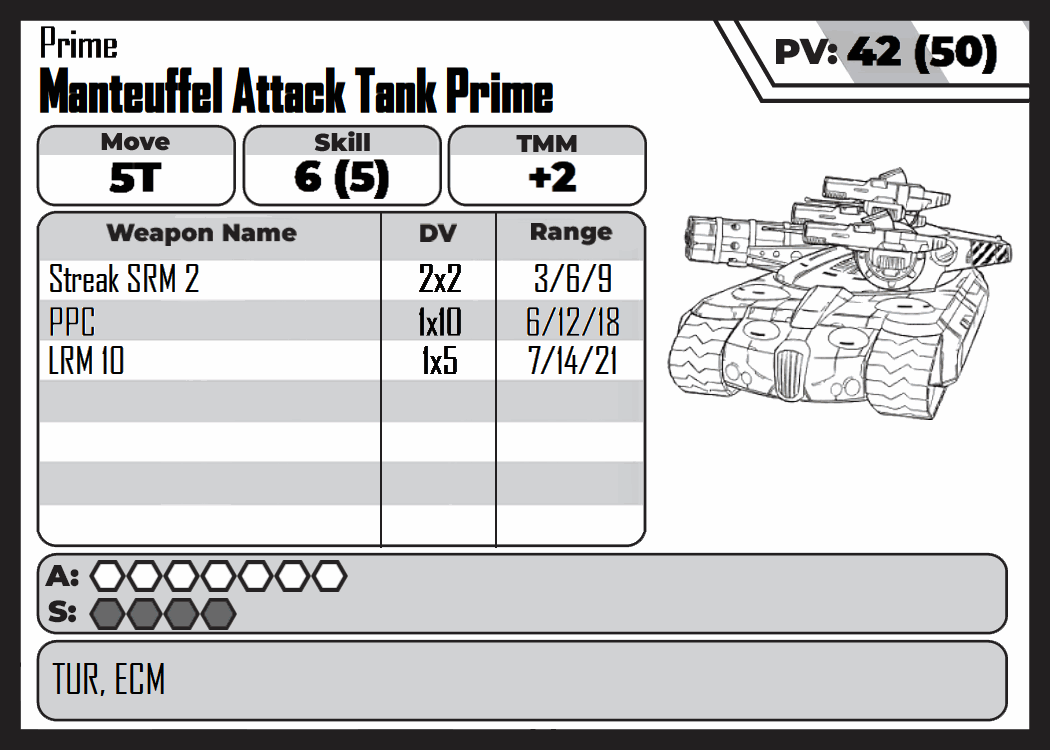 Prime
PV: 42 (50)
Manteuffel Attack Tank Prime
Move Skill TMM
5T 6 (5) +2
Weapon Name DV Range
Streak SRM 2 2x2 3/6/9
PPC 1x10 6/12/18
LRM 10 1x5 7/14/21
A:
S:
TUR, ECM